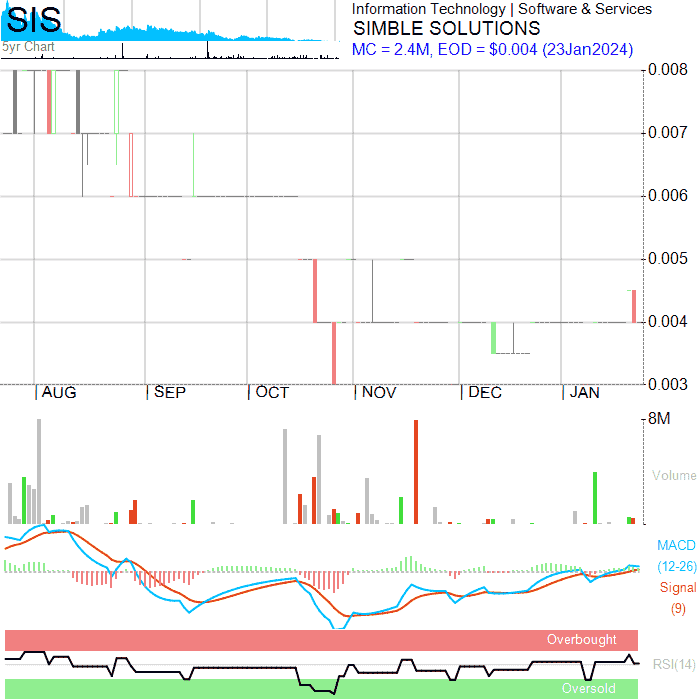 SIS
5yr Chart
Information Technology | Software & Services
SIMBLE SOLUTIONS
MC = 2.4M, EOD = $0.004 (23Jan2024)
0.008
0.007
0.006
0.005
0.004
0.003
AUG SEP OCT NOV DEC JAN
8M
Volume
MACD
(12-26)
Signal
(9)
Overbought
RSI(14)
Oversold